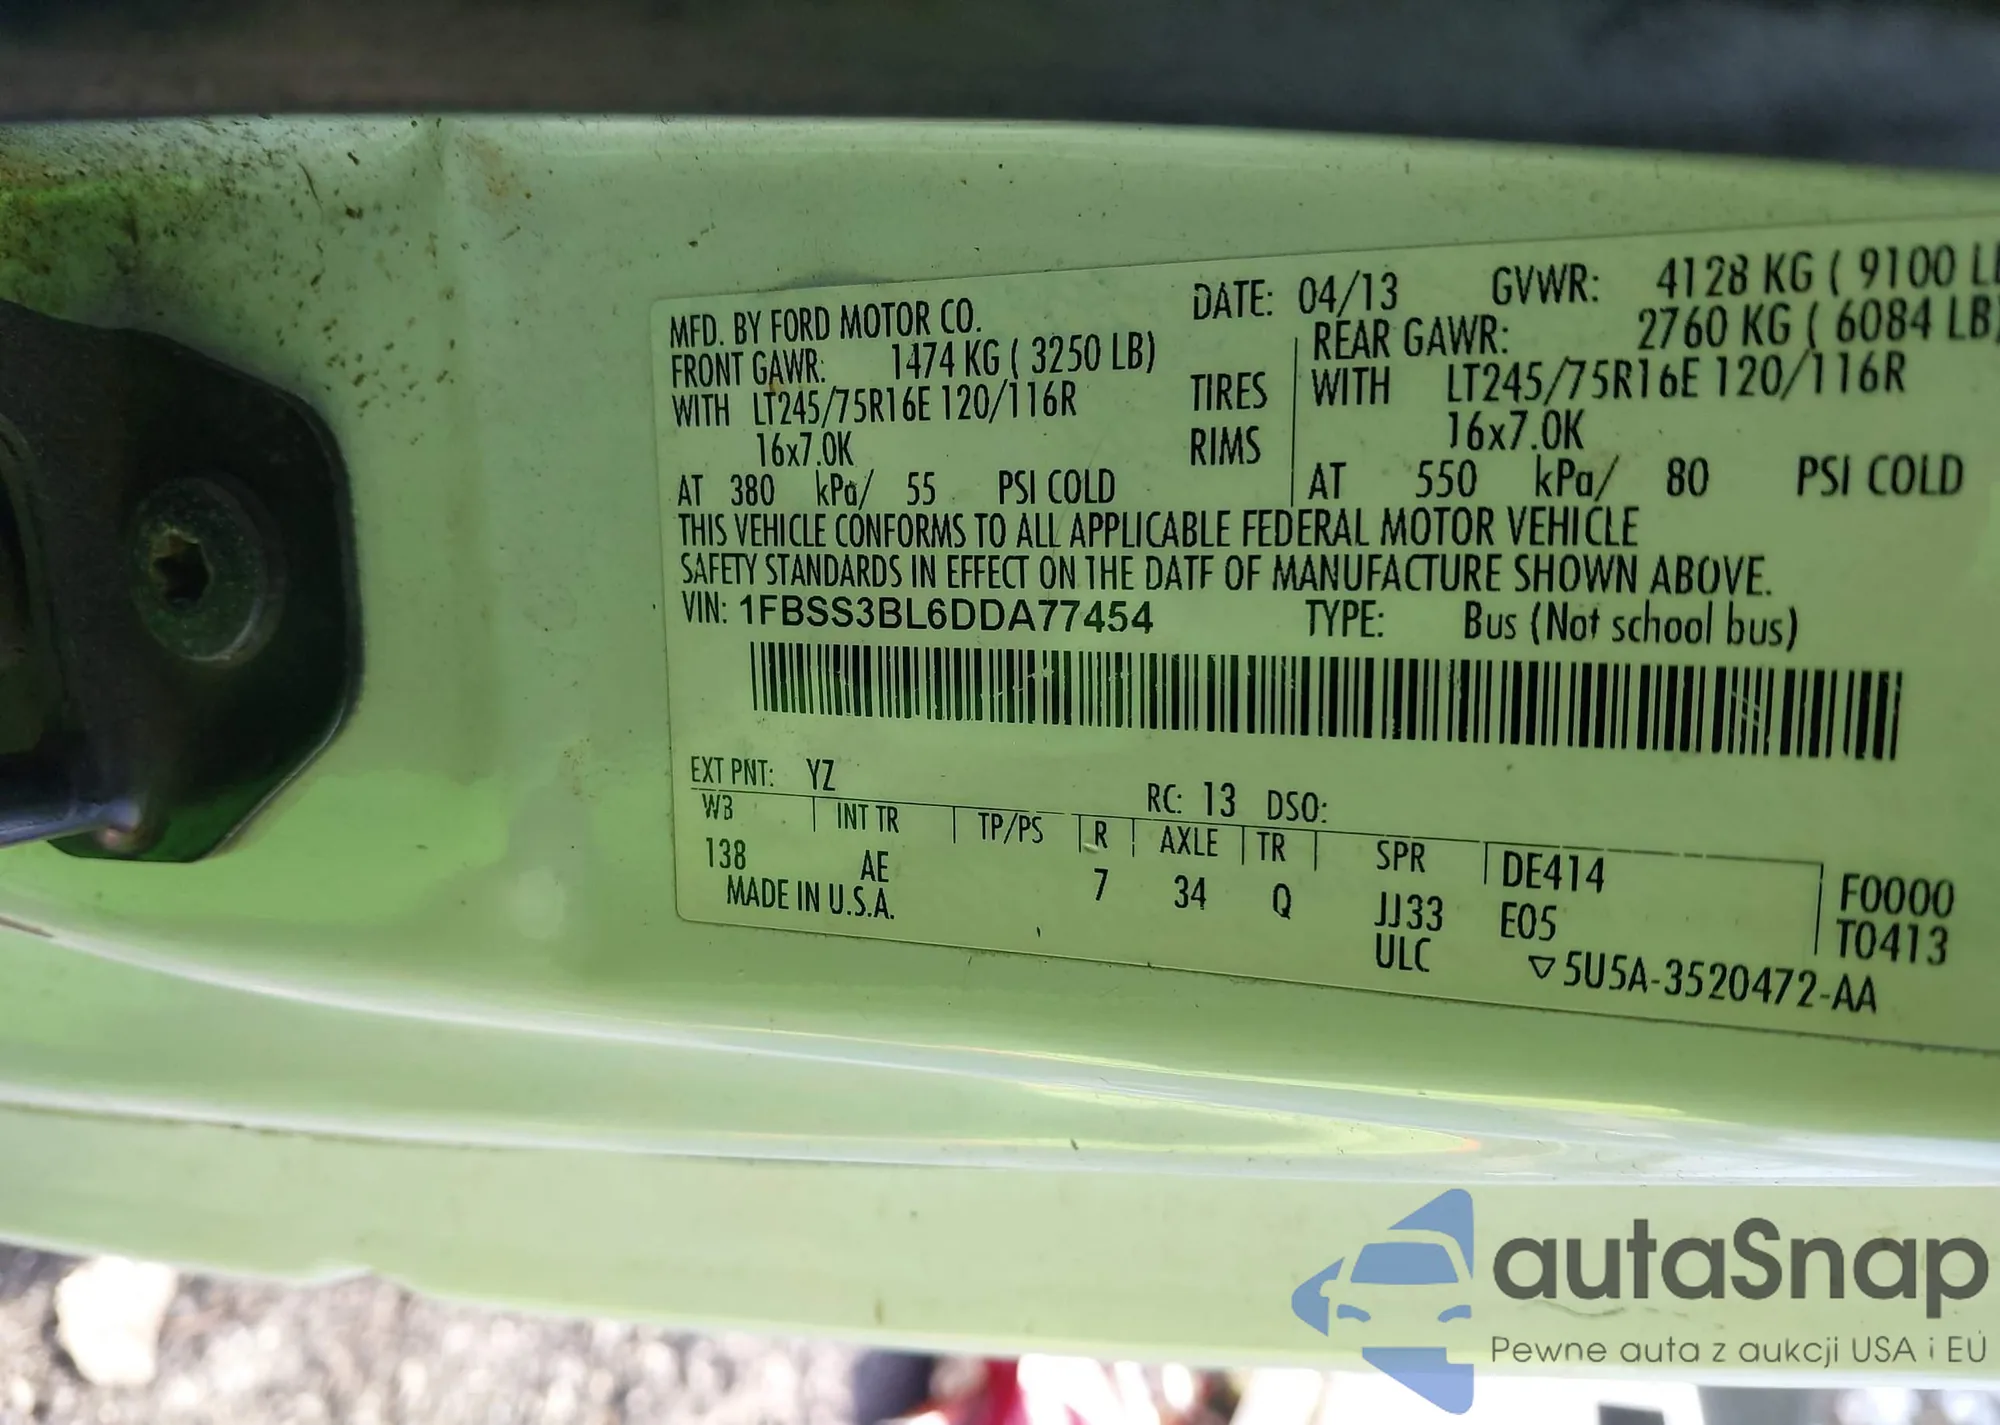 MFD. BY FORD MOTOR CO. DATE: 04/13 GVWR: 4128 KG ( 9100 LB
FRONT GAWR: 1474 KG ( 3250 LB) REAR GAWR: 2760 KG ( 6084 LB)
WITH LT245/75R16E 120/116R TIRES WITH LT245/75R16E 120/116R
16x7.0K RIMS 16x7.0K
AT 380 kPa/ 55 PSI COLD AT 550 kPa/ 80 PSI COLD
THIS VEHICLE CONFORMS TO ALL APPLICABLE FEDERAL MOTOR VEHICLE
SAFETY STANDARDS IN EFFECT ON THE DATE OF MANUFACTURE SHOWN ABOVE.
VIN: 1FBSS3BL6DDA77454 TYPE: Bus (Not school bus)
EXT PNT: YZ RC: 13 DSO:
WB INT TR TP/PS R AXLE TR SPR DE414 F0000
138 AE 7 34 Q JJ33 E05 T0413
MADE IN U.S.A. ULC ▽5U5A-3520472-AA
autaSnap
Pewne auta z aukcji USA i EU